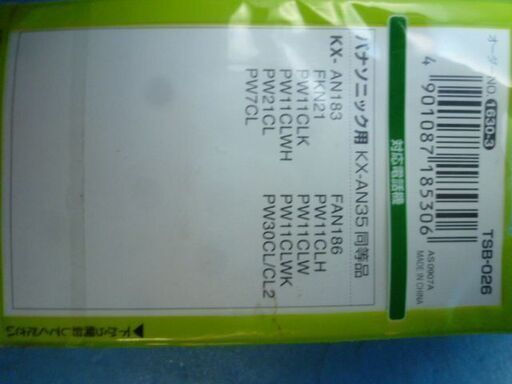 オーダーNO. 1630-3
4 901087 185306
TSB-026
AS0907A
MADE IN CHINA
対応電話機
パナソニック用 KX-AN35 同等品
KX- AN183 FAN186
FKN21 PW11CLH
PW11CLK PW11CLW
PW11CLWH PW11CLWK
PW21CL PW30CL/CL2
PW7CL